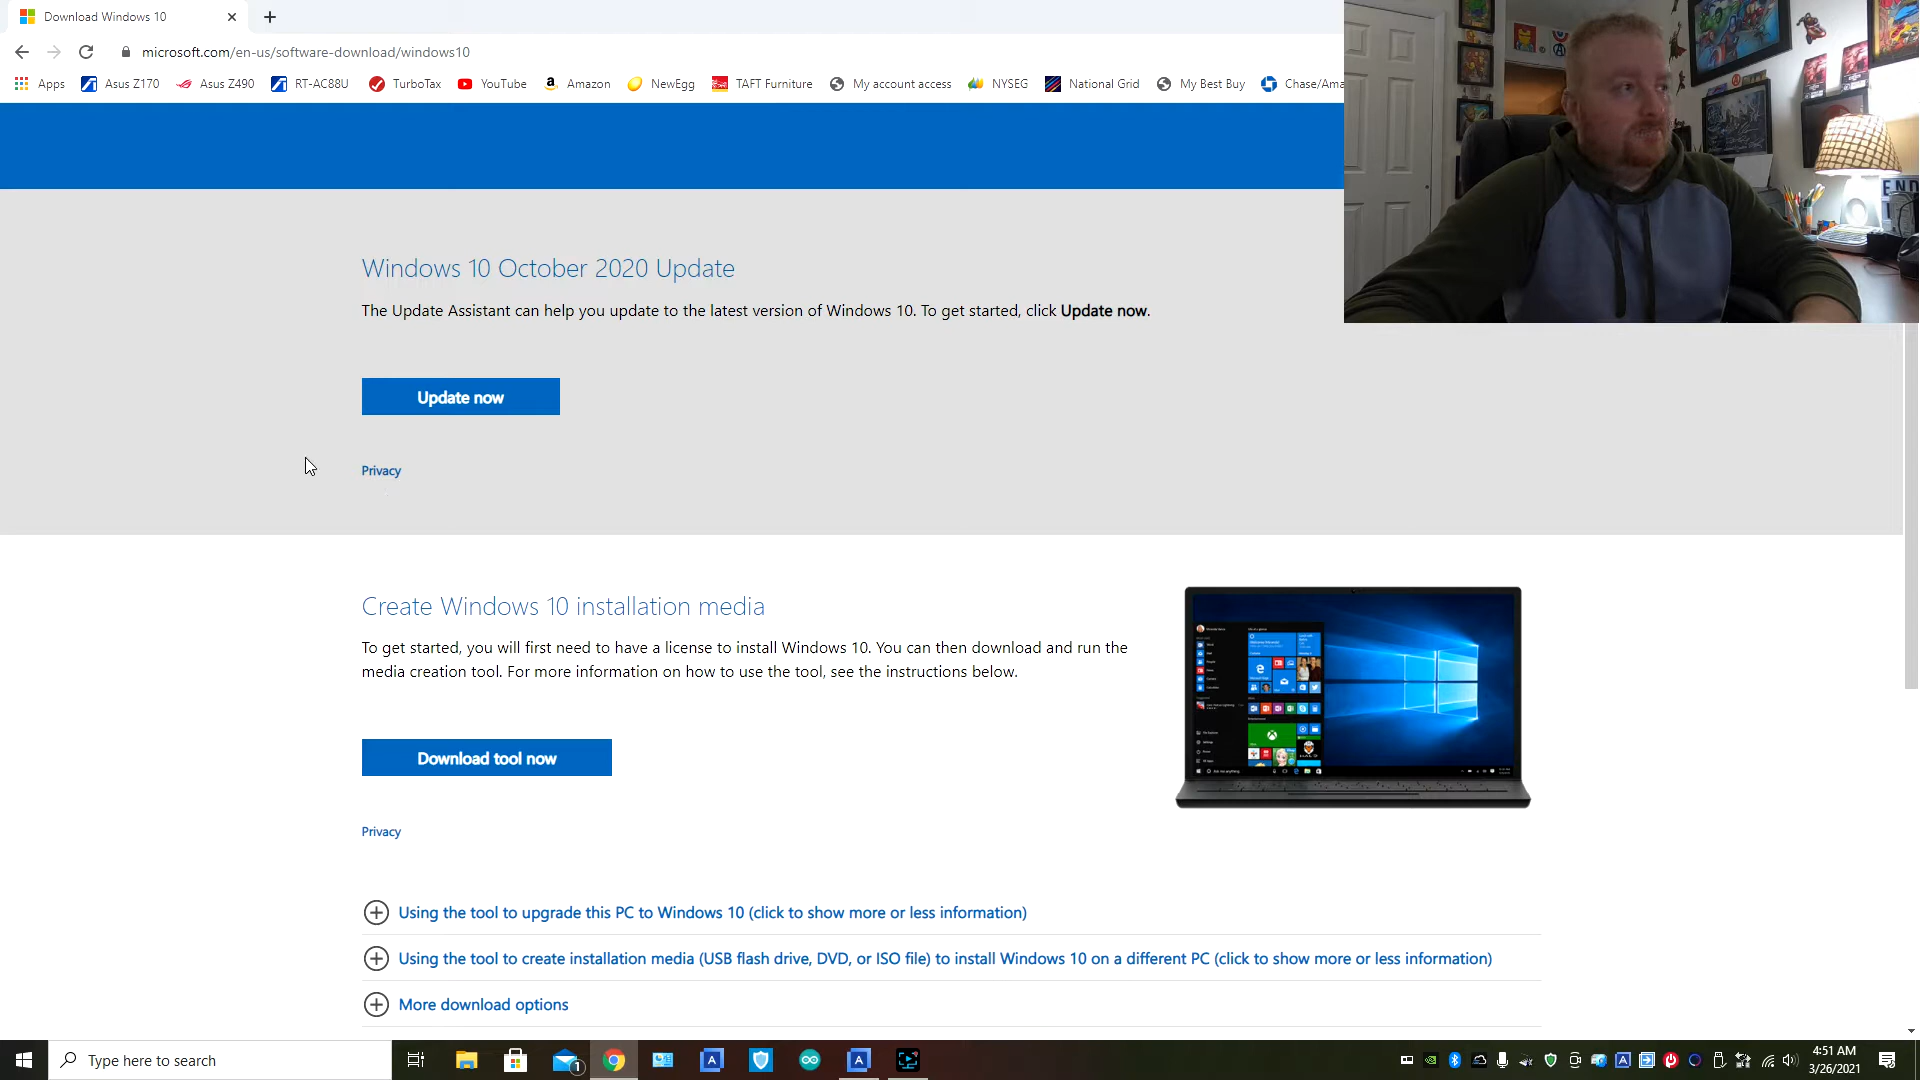 Download Windows 10
microsoft.com/en-us/software-download/windows10
Apps Asus Z170 Asus Z490 RT-AC88U TurboTax YouTube Amazon NewEgg TAFT Furniture My account access NYSEG National Grid My Best Buy Chase/Ama
END
Windows 10 October 2020 Update
The Update Assistant can help you update to the latest version of Windows 10. To get started, click Update now.
Update now
Privacy
Create Windows 10 installation media
To get started, you will first need to have a license to install Windows 10. You can then download and run the
media creation tool. For more information on how to use the tool, see the instructions below.
Download tool now
Privacy
Using the tool to upgrade this PC to Windows 10 (click to show more or less information)
Using the tool to create installation media (USB flash drive, DVD, or ISO file) to install Windows 10 on a different PC (click to show more or less information)
More download options
Type here to search
1
4:51 AM
3/26/2021